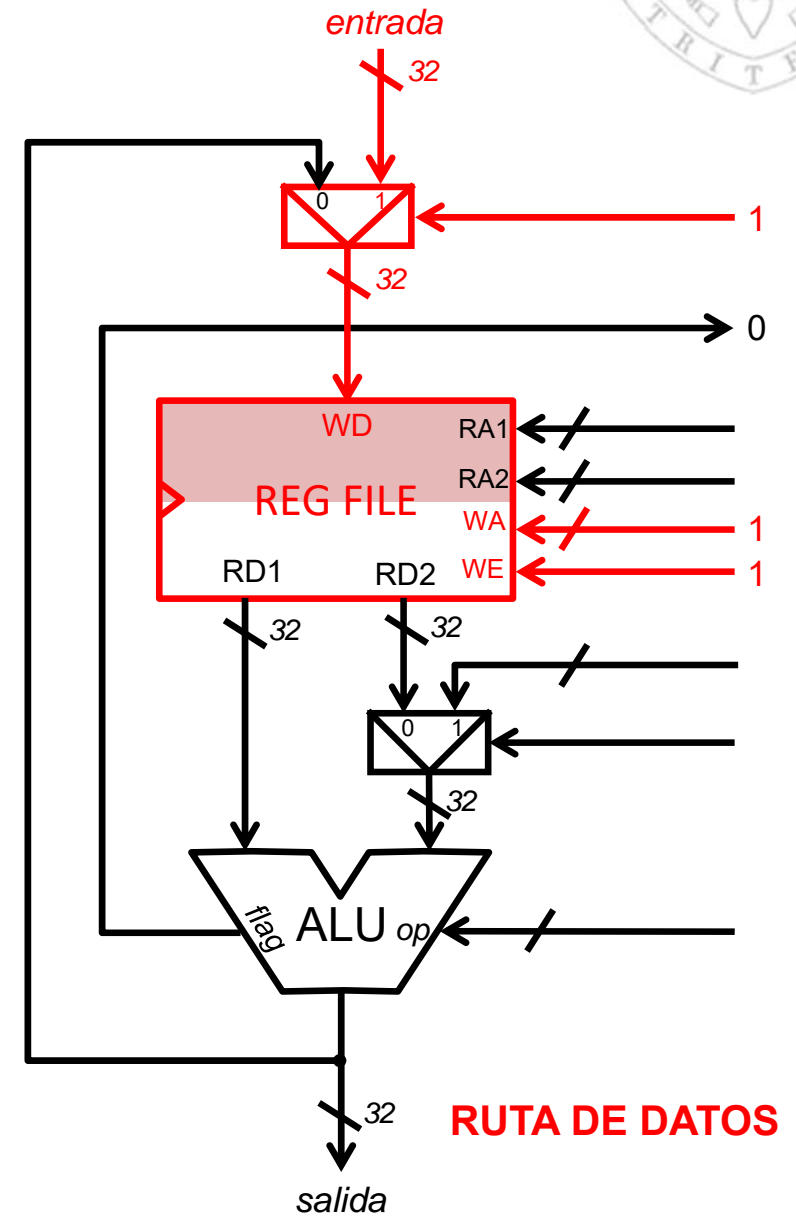 entrada
32
0 1
1
32
0
WD
RA1
RA2
REG FILE
WA
1
RD1
RD2
WE
1
32
32
0 1
32
flag
ALU
op
32
RUTA DE DATOS
salida
T R I T E